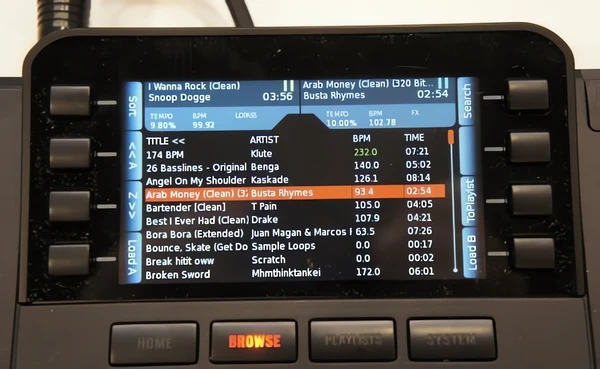 Sort
<< A
Z >>
Load A
I Wanna Rock (Clean)
Snoop Dogge 03:56
TEMPO BPM LOPASS
9.80% 99.92
Arab Money (Clean) (320 Bit...
Busta Rhymes 02:54
TEMPO BPM FX
10.00% 102.78
Search
ToPlaylist
Load B
TITLE << ARTIST BPM TIME
174 BPM Klute 232.0 07:21
26 Basslines - Original Benga 140.0 05:02
Angel On My Shoulder Kaskade 126.1 08:14
Arab Money (Clean) (3 Busta Rhymes 93.4 02:54
Bartender [Clean] T Pain 105.0 04:05
Best I Ever Had (Clean) Drake 107.9 04:21
Bora Bora (Extended) Juan Magan & Marcos 63.5 07:26
Bounce, Skate (Get Do Sample Loops 0.0 00:17
Break hitit oww Scratch 0.0 00:02
Broken Sword Mhmthinktankei 172.0 06:01
HOME BROWSE PLAYLISTS SYSTEM